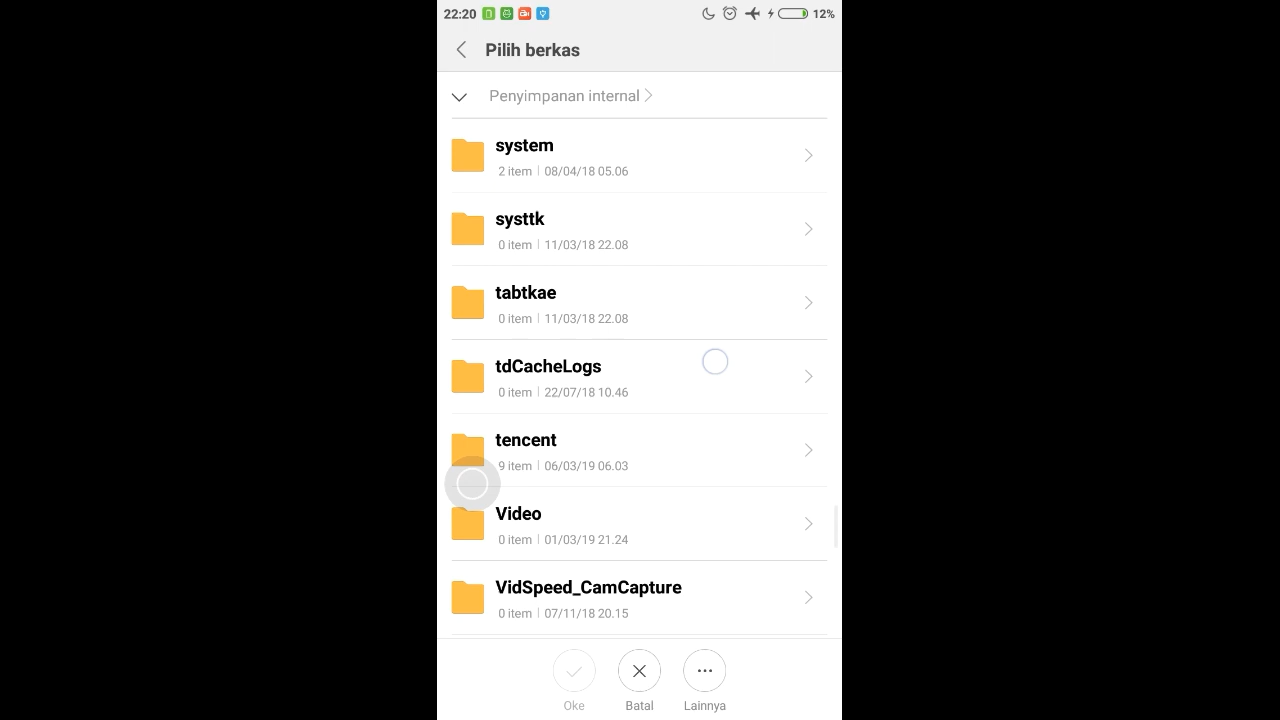 22:20 12%
Pilih berkas
Penyimpanan internal
system
2 item | 08/04/18 05.06
systtk
0 item | 11/03/18 22.08
tabtkae
0 item | 11/03/18 22.08
tdCacheLogs
0 item | 22/07/18 10.46
tencent
9 item | 06/03/19 06.03
Video
0 item | 01/03/19 21.24
VidSpeed_CamCapture
0 item | 07/11/18 20.15
Oke Batal Lainnya